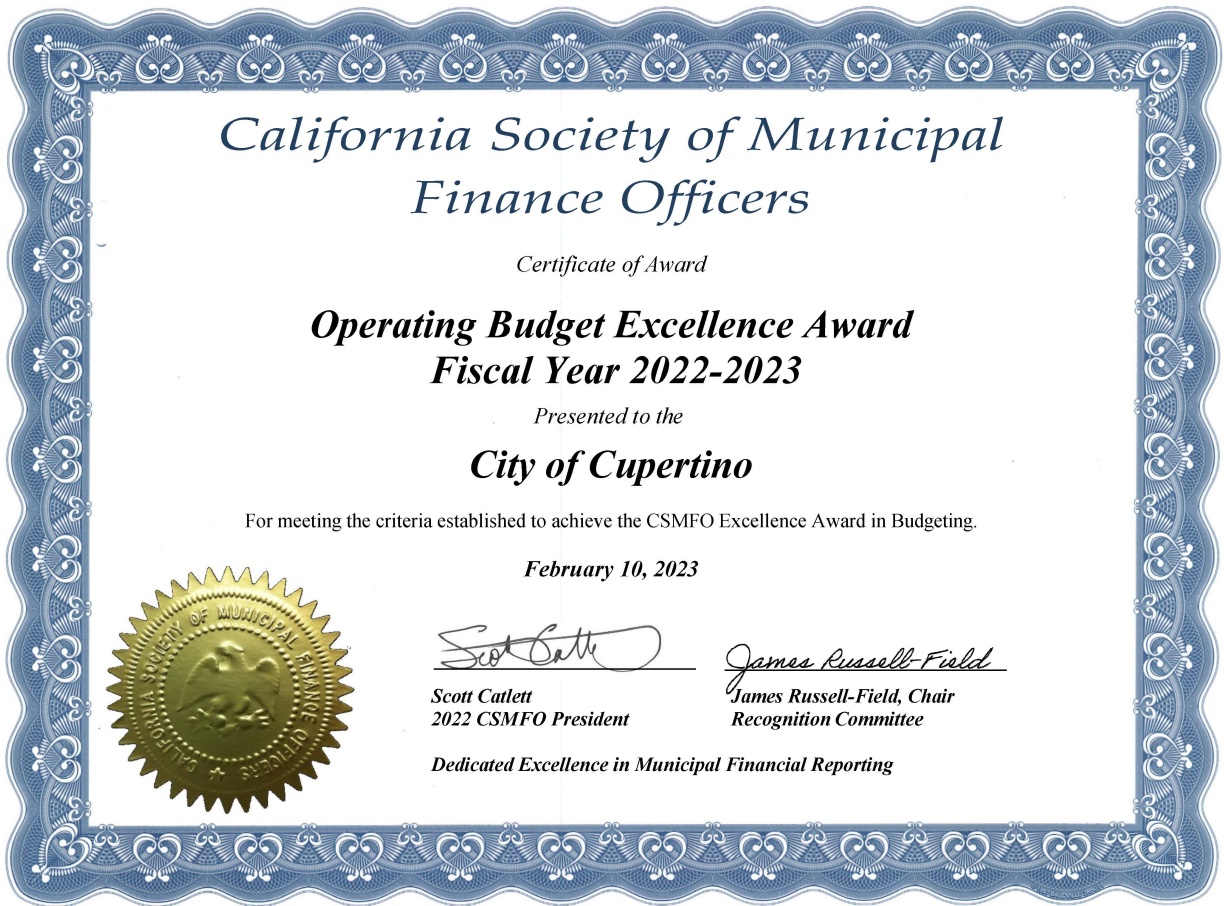 California Society of Municipal
Finance Officers
Certificate of Award
Operating Budget Excellence Award
Fiscal Year 2022-2023
Presented to the
City of Cupertino
For meeting the criteria established to achieve the CSMFO Excellence Award in Budgeting.
February 10, 2023
CALIFORNIA SOCIETY OF MUNICIPAL FINANCE OFFICERS
Scott Catlett
James Russell-Field
Scott Catlett
James Russell-Field, Chair
2022 CSMFO President
Recognition Committee
Dedicated Excellence in Municipal Financial Reporting